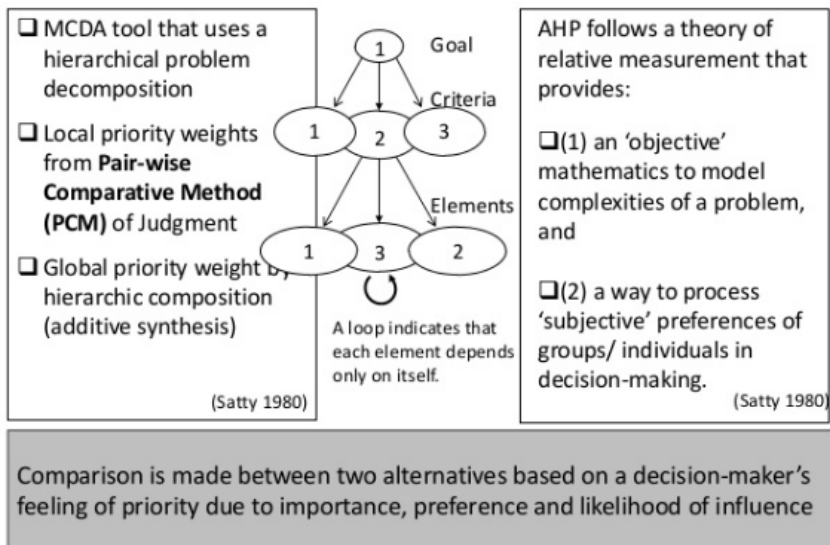 ❑ MCDA tool that uses a
hierarchical problem
decomposition
❑ Local priority weights
from Pair-wise
Comparative Method
(PCM) of Judgment
❑ Global priority weight by
hierarchic composition
(additive synthesis)
(Satty 1980)
1
Goal
Criteria
1
2
3
Elements
1
3
2
A loop indicates that
each element depends
only on itself.
AHP follows a theory of
relative measurement that
provides:
❑(1) an ‘objective’
mathematics to model
complexities of a problem,
and
❑(2) a way to process
‘subjective’ preferences of
groups/ individuals in
decision-making.
(Satty 1980)
Comparison is made between two alternatives based on a decision-maker’s
feeling of priority due to importance, preference and likelihood of influence